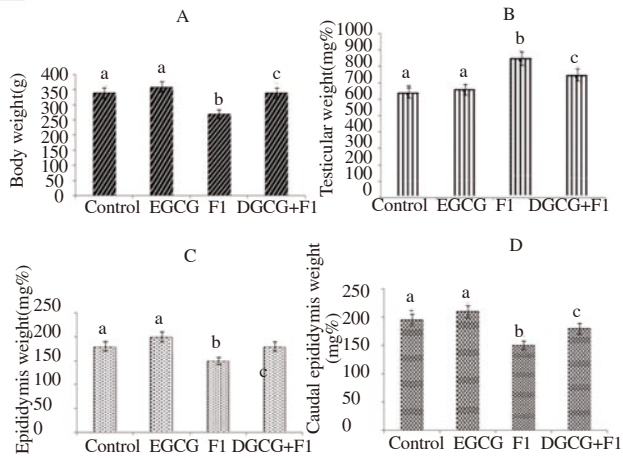 A
Body weight(g)
400
350
300
250
200
150
100
50
0
a
a
b
c
Control EGCG F1 DGCG+F1
B
Testicular weight(mg%)
1000
900
800
700
600
500
400
300
200
100
0
a
a
b
c
Control EGCG F1 DGCG+F1
C
Epididymis weight(mg%)
250
200
150
100
50
0
a
a
b
c
Control EGCG F1 DGCG+F1
D
Caudal epididymis weight
(mg%)
250
200
150
100
50
0
a
a
b
c
Control EGCG F1 DGCG+F1